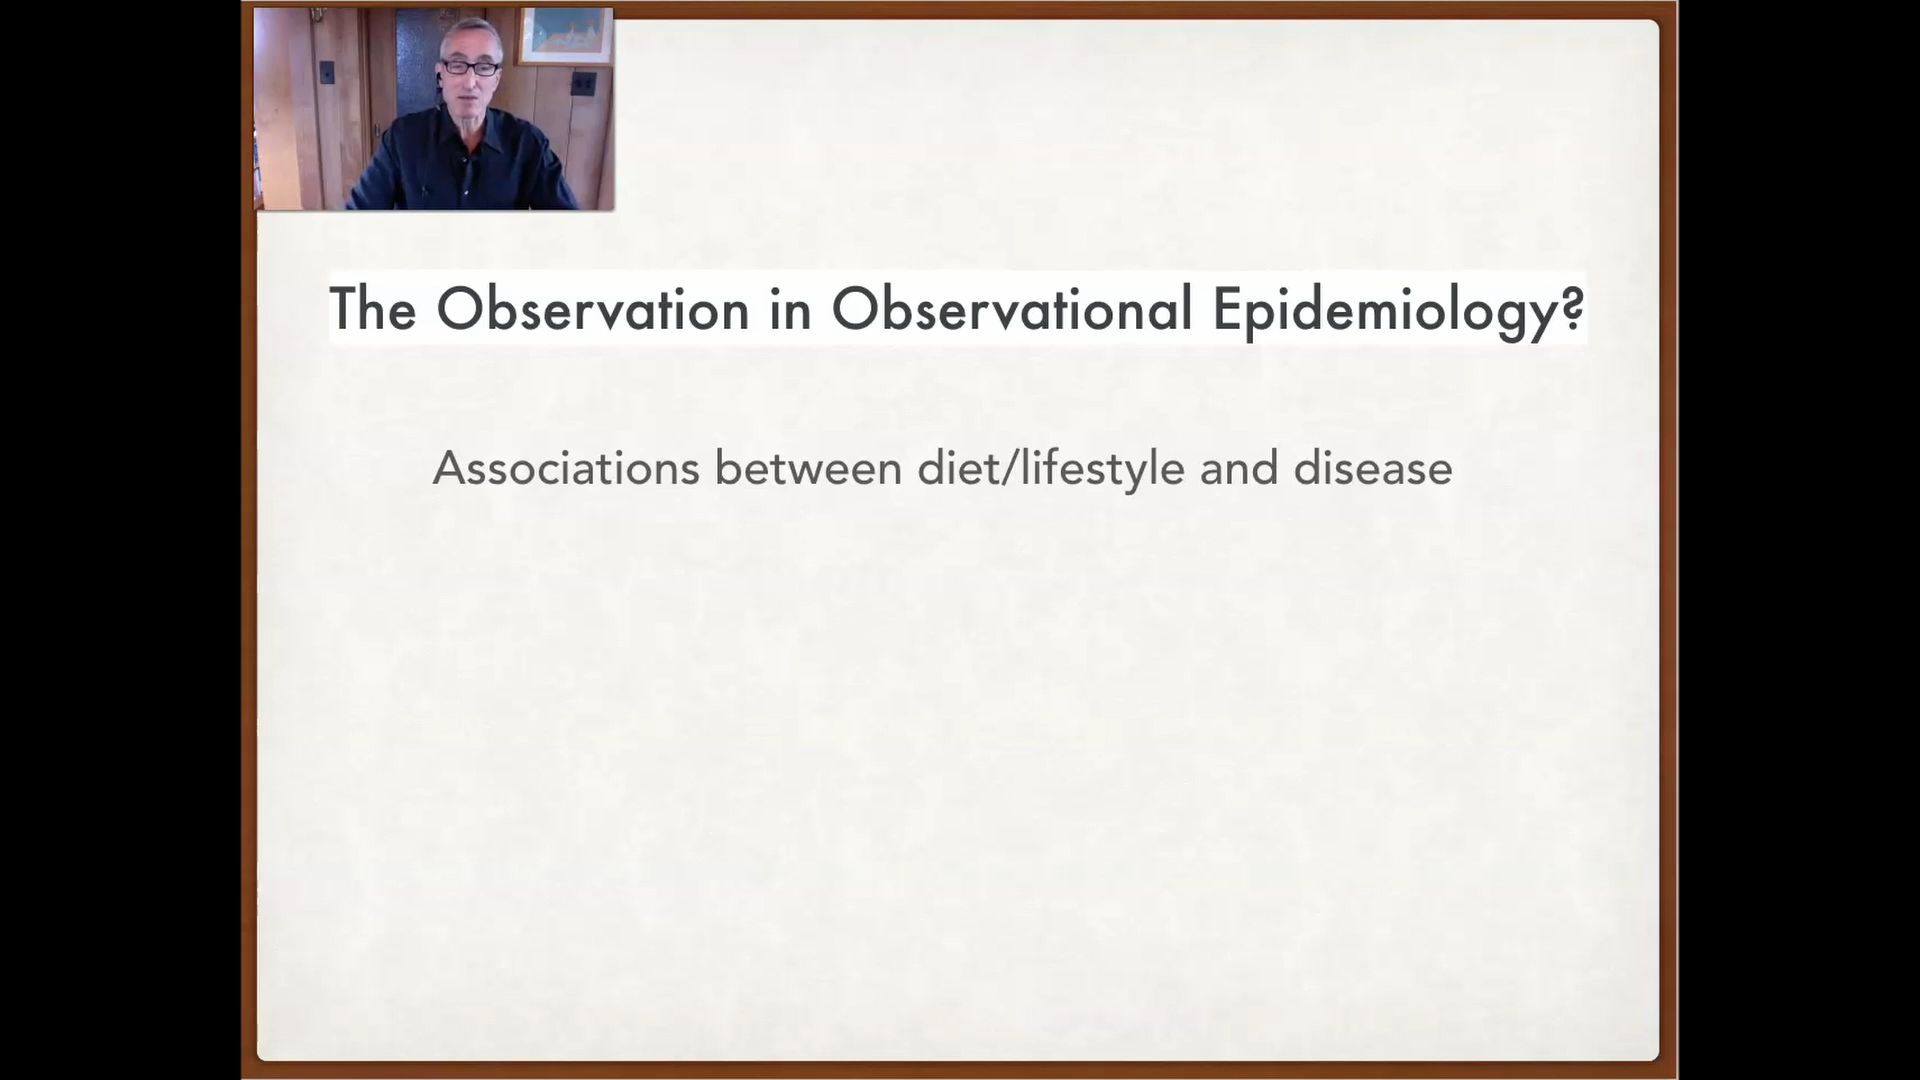 The Observation in Observational Epidemiology?
Associations between diet/lifestyle and disease